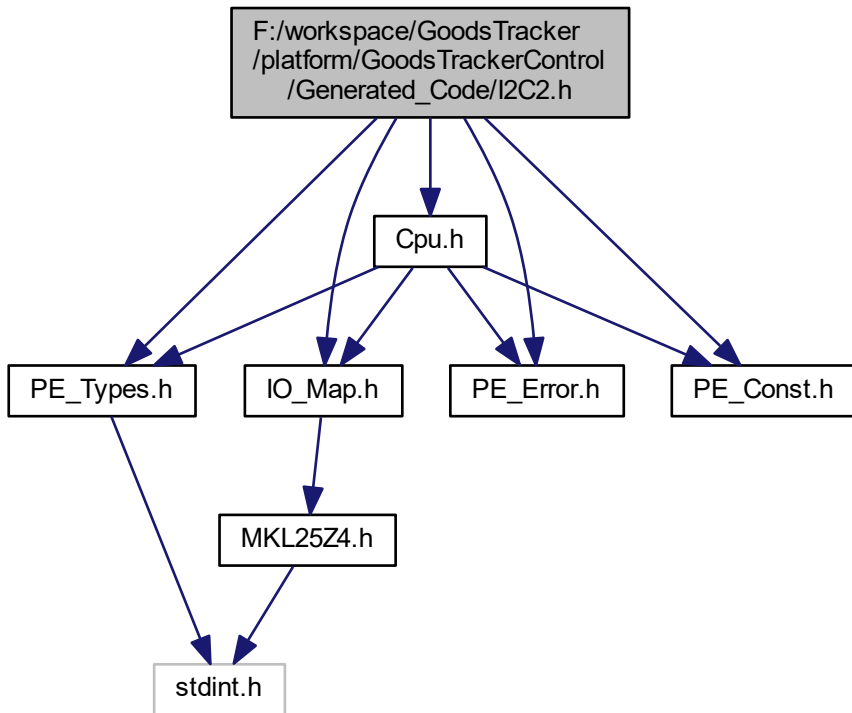 F:/workspace/GoodsTracker
/platform/GoodsTrackerControl
/Generated_Code/I2C2.h
Cpu.h
PE_Types.h
IO_Map.h
PE_Error.h
PE_Const.h
MKL25Z4.h
stdint.h